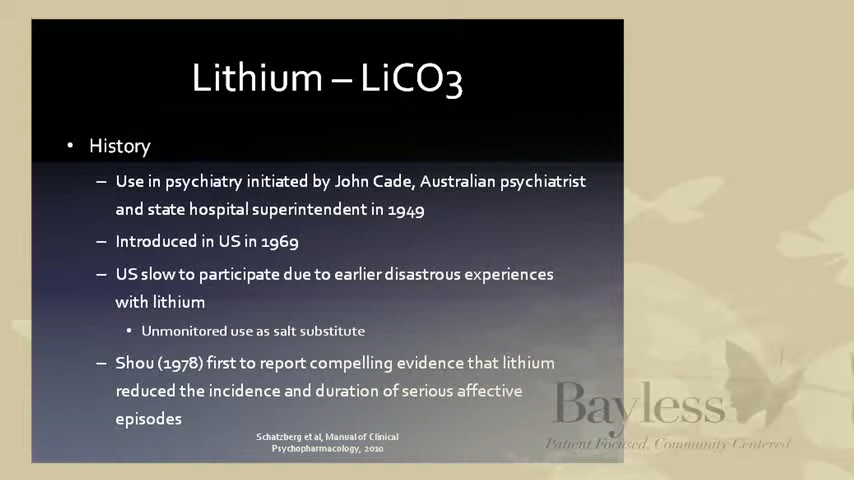 Lithium – LiCO3
• History
– Use in psychiatry initiated by John Cade, Australian psychiatrist
and state hospital superintendent in 1949
– Introduced in US in 1969
– US slow to participate due to earlier disastrous experiences
with lithium
• Unmonitored use as salt substitute
– Shou (1978) first to report compelling evidence that lithium
reduced the incidence and duration of serious affective
episodes
Schatzberg et al, Manual of Clinical
Psychopharmacology, 2010
Bayless
Patient Focused, Community Centered